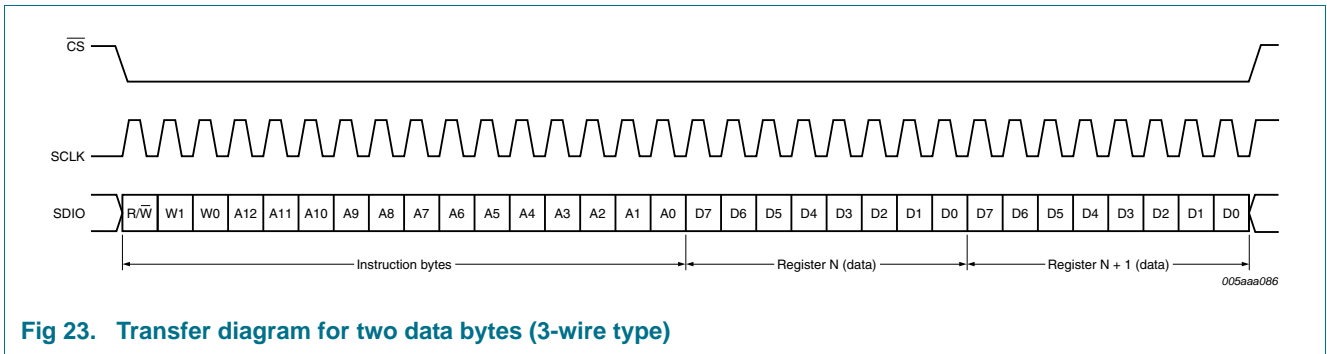 CS
SCLK
SDIO R/W W1 W0 A12 A11 A10 A9 A8 A7 A6 A5 A4 A3 A2 A1 A0 D7 D6 D5 D4 D3 D2 D1 D0 D7 D6 D5 D4 D3 D2 D1 D0
Instruction bytes Register N (data) Register N + 1 (data)
005aaa086
Fig 23. Transfer diagram for two data bytes (3-wire type)